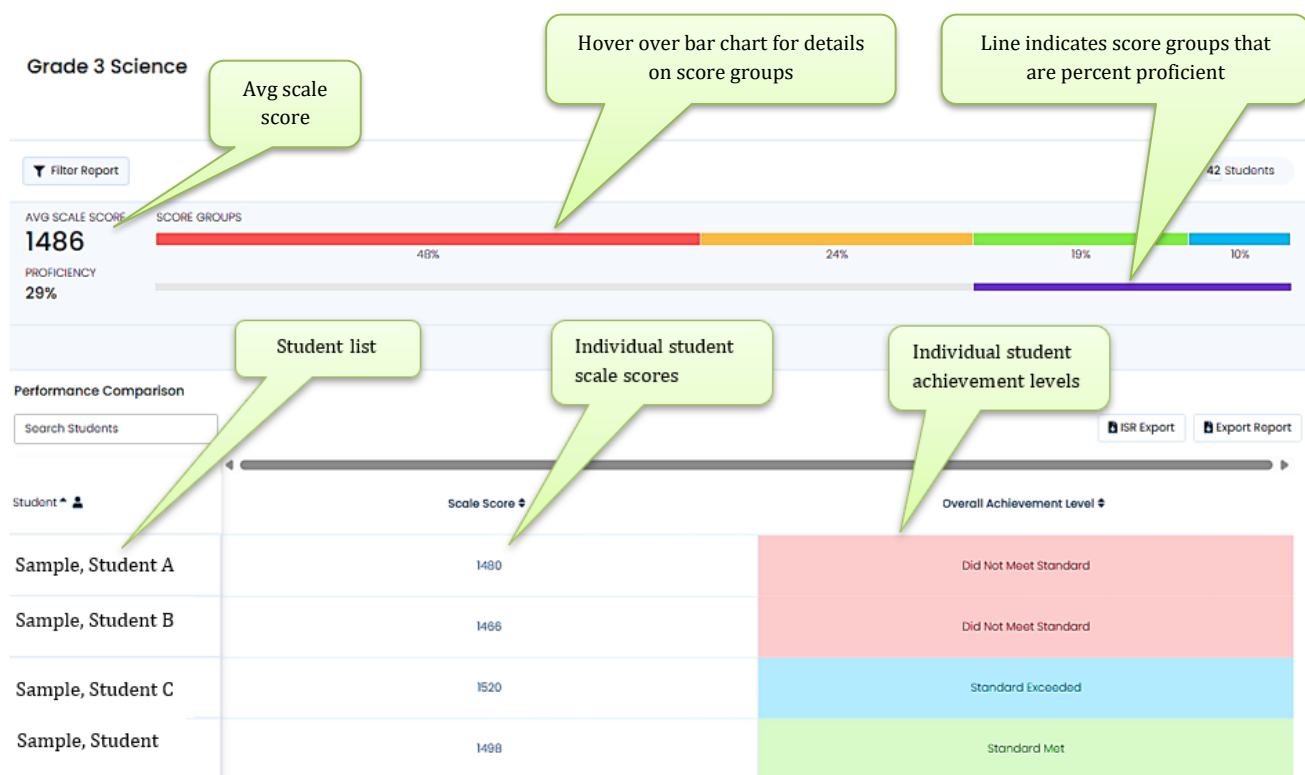 Grade 3 Science
Avg scale
score
Hover over bar chart for details
on score groups
Line indicates score groups that
are percent proficient
Filter Report
42 Students
AVG SCALE SCORE
SCORE GROUPS
1486
48%
24%
19%
10%
PROFICIENCY
29%
Student list
Individual student
scale scores
Individual student
achievement levels
Performance Comparison
Search Students
ISR Export
Export Report
Student
Scale Score
Overall Achievement Level
Sample, Student A
1480
Did Not Meet Standard
Sample, Student B
1466
Did Not Meet Standard
Sample, Student C
1520
Standard Exceeded
Sample, Student
1498
Standard Met